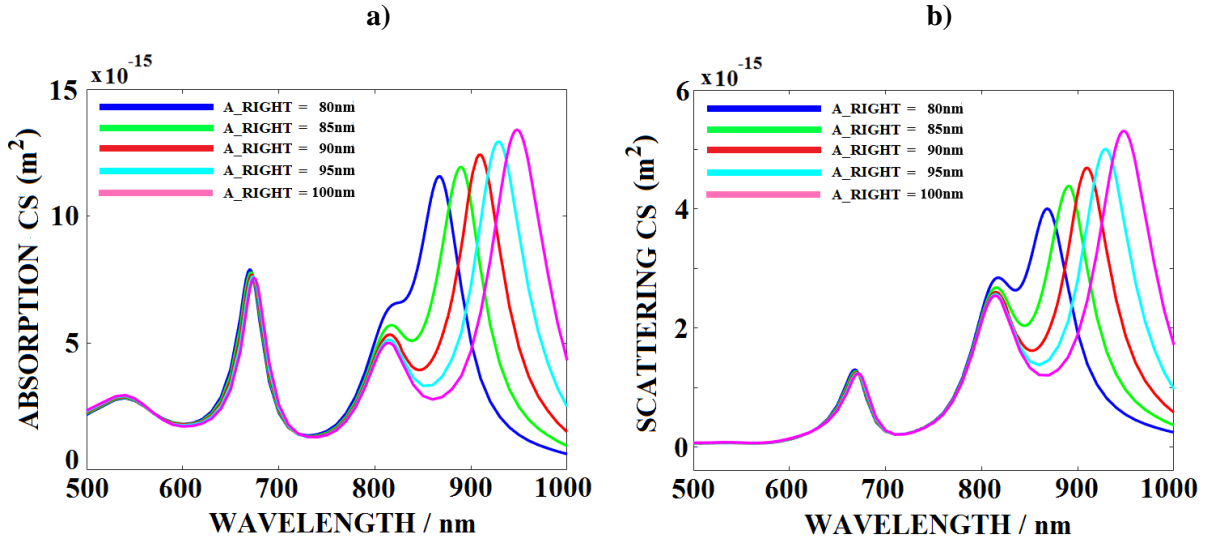 a)
x10-15
15
10
5
0
ABSORPTION CS (m2)
A_RIGHT = 80nm
A_RIGHT = 85nm
A_RIGHT = 90nm
A_RIGHT = 95nm
A_RIGHT = 100nm
500 600 700 800 900 1000
WAVELENGTH / nm
b)
x10-15
6
4
2
0
SCATTERING CS (m2)
A_RIGHT = 80nm
A_RIGHT = 85nm
A_RIGHT = 90nm
A_RIGHT = 95nm
A_RIGHT = 100nm
500 600 700 800 900 1000
WAVELENGTH / nm